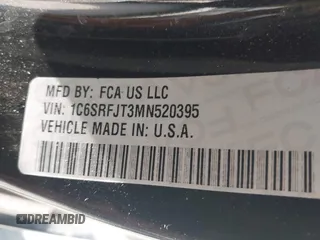 MFD BY: FCA US LLC
VIN: 1C6SRFJT3MN520395
VEHICLE MADE IN: U.S.A.
DREAMBID